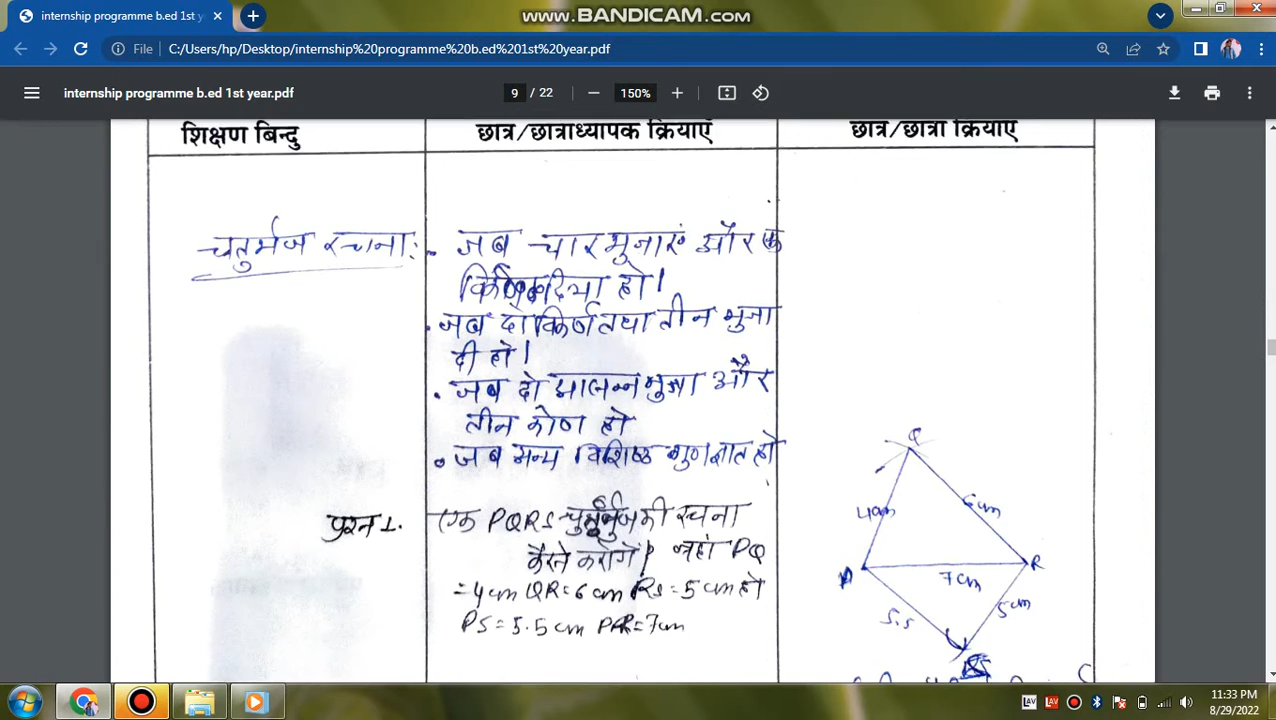 www.BANDICAM.com
internship programme b.ed 1st y
File C:/Users/hp/Desktop/internship%20programme%20b.ed%201st%20year.pdf
internship programme b.ed 1st year.pdf
9 / 22
150%
शिक्षण बिन्दु
छात्र/छात्राध्यापक क्रियाएँ
छात्र/छात्रा क्रियाएँ
चतुर्भुज रचना:-
जब चार भुजाएं और एक
दिया हो।
. जब दो विकर्ण तथा तीन भुजा
दी हो।
. जब दो आसन्न भुजा और
तीन कोण हो
. जब अन्य विशिष्ट गुण ज्ञात हो
प्रश्न 1.
एक PQRS चतुर्भुज की रचना
कैसे करोगे? जहां PQ
= 4cm QR = 6 cm RS = 5 cm हो
PS = 5.5 cm PR = 7cm
Q
4cm
6cm
R
7cm
5.5
5cm
S
LAV
LAV
11:33 PM
8/29/2022